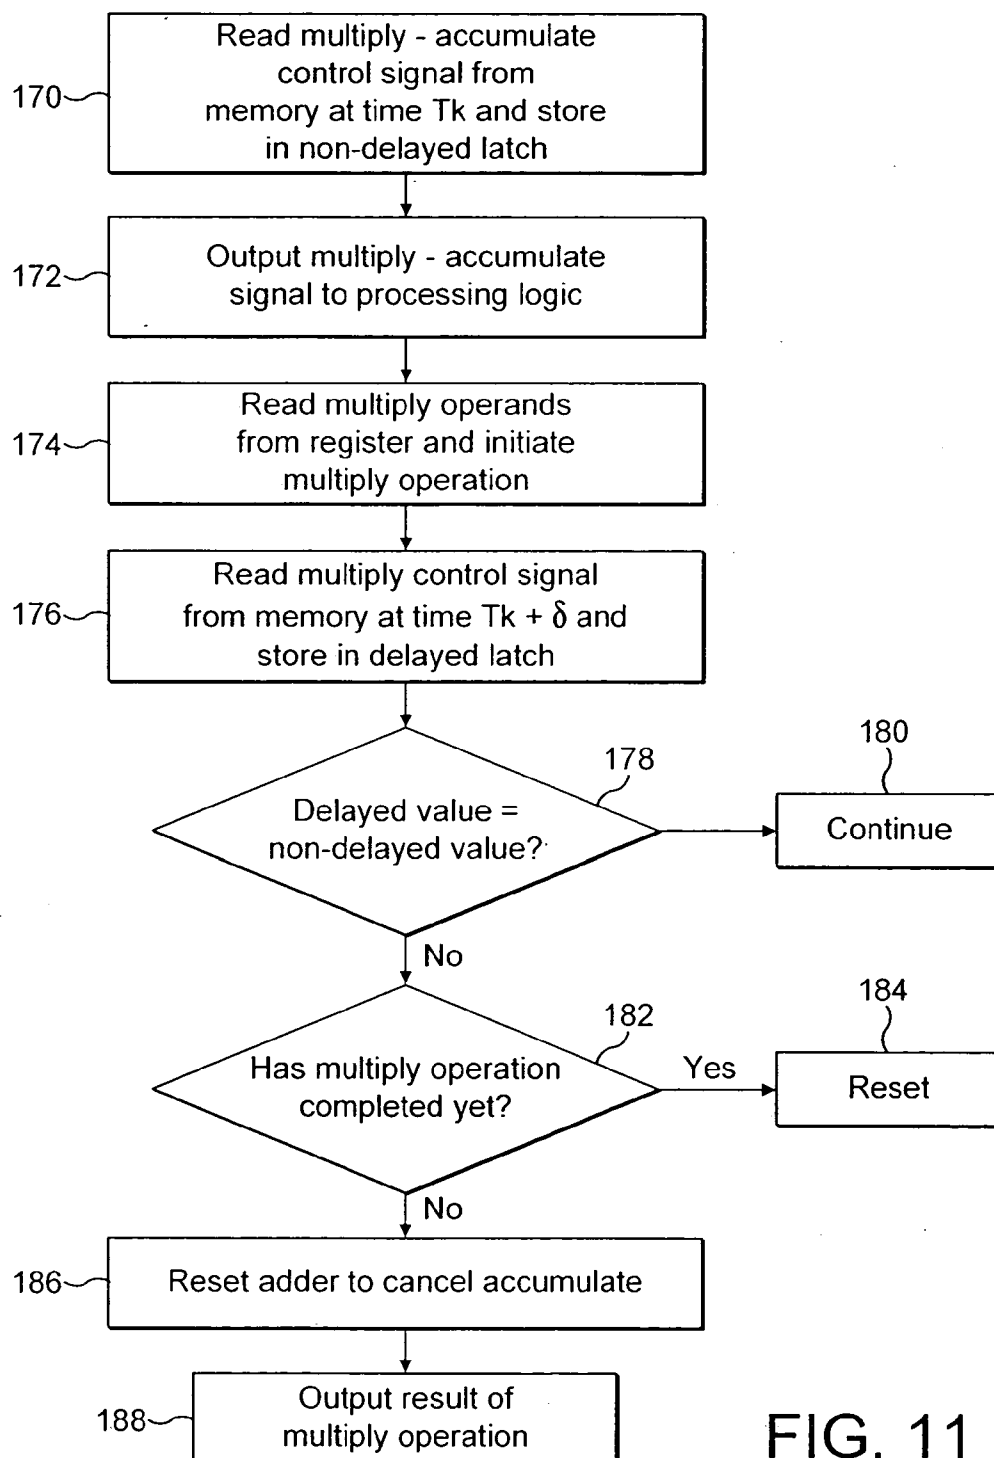 Read multiply - accumulate
control signal from
memory at time Tk and store
in non-delayed latch
170
Output multiply - accumulate
signal to processing logic
172
Read multiply operands
from register and initiate
multiply operation
174
Read multiply control signal
from memory at time Tk + δ and
store in delayed latch
176
Delayed value =
non-delayed value?
178
180
Continue
No
Has multiply operation
completed yet?
182
Yes
184
Reset
No
Reset adder to cancel accumulate
186
Output result of
multiply operation
188
FIG. 11